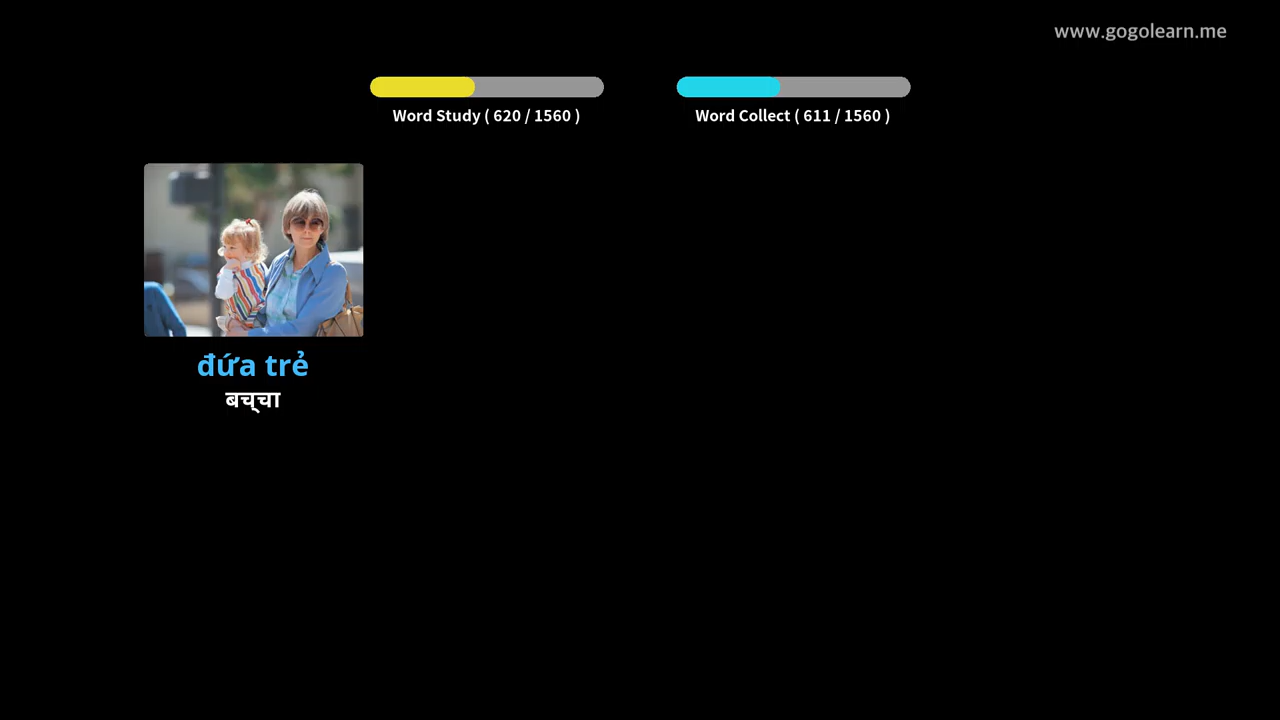 www.gogolearn.me
Word Study ( 620 / 1560 )
Word Collect ( 611 / 1560 )
đứa trẻ
बच्चा